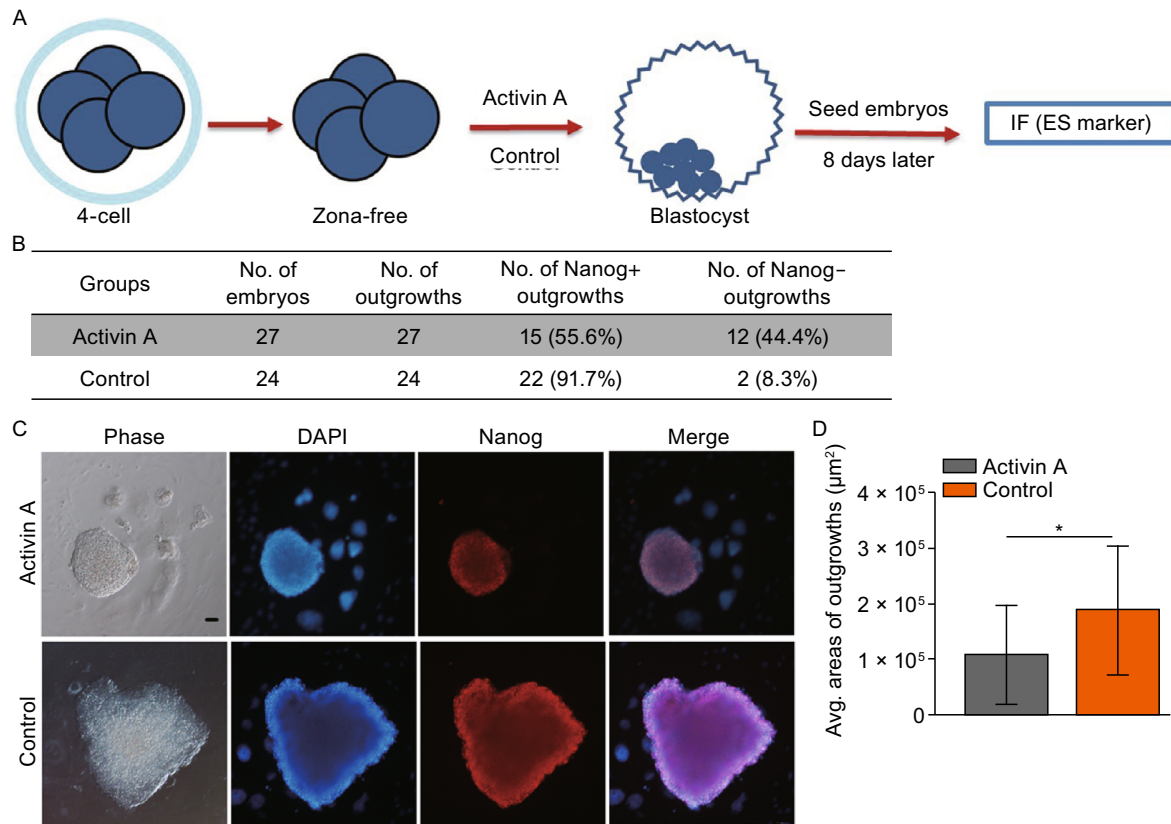 A
4-cell
Zona-free
Activin A
Control
Blastocyst
Seed embryos
8 days later
IF (ES marker)
B
Groups
No. of embryos
No. of outgrowths
No. of Nanog+ outgrowths
No. of Nanog− outgrowths
Activin A 27 27 15 (55.6%) 12 (44.4%)
Control 24 24 22 (91.7%) 2 (8.3%)
C
Phase DAPI Nanog Merge
Activin A
Control
D
Avg. areas of outgrowths (µm²)
Activin A
Control
4 × 10⁵
3 × 10⁵
2 × 10⁵
1 × 10⁵
0
*